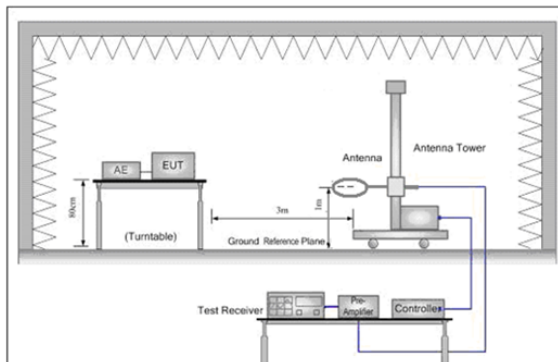 AE
EUT
80cm
(Turntable)
3m
1m
Antenna
Antenna Tower
Ground Reference Plane
Test Receiver
Pre-
Amplifier
Controller